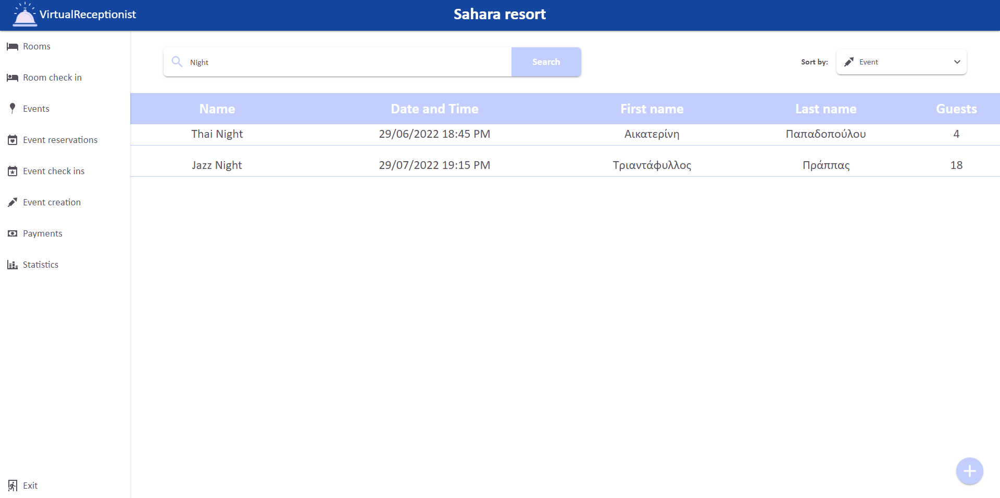 VirtualReceptionist
Sahara resort
Rooms
Room check in
Events
Event reservations
Event check ins
Event creation
Payments
Statistics
Exit
Night
Search
Sort by:
Event
Name Date and Time First name Last name Guests
Thai Night 29/06/2022 18:45 PM Αικατερίνη Παπαδοπούλου 4
Jazz Night 29/07/2022 19:15 PM Τριαντάφυλλος Πράππας 18